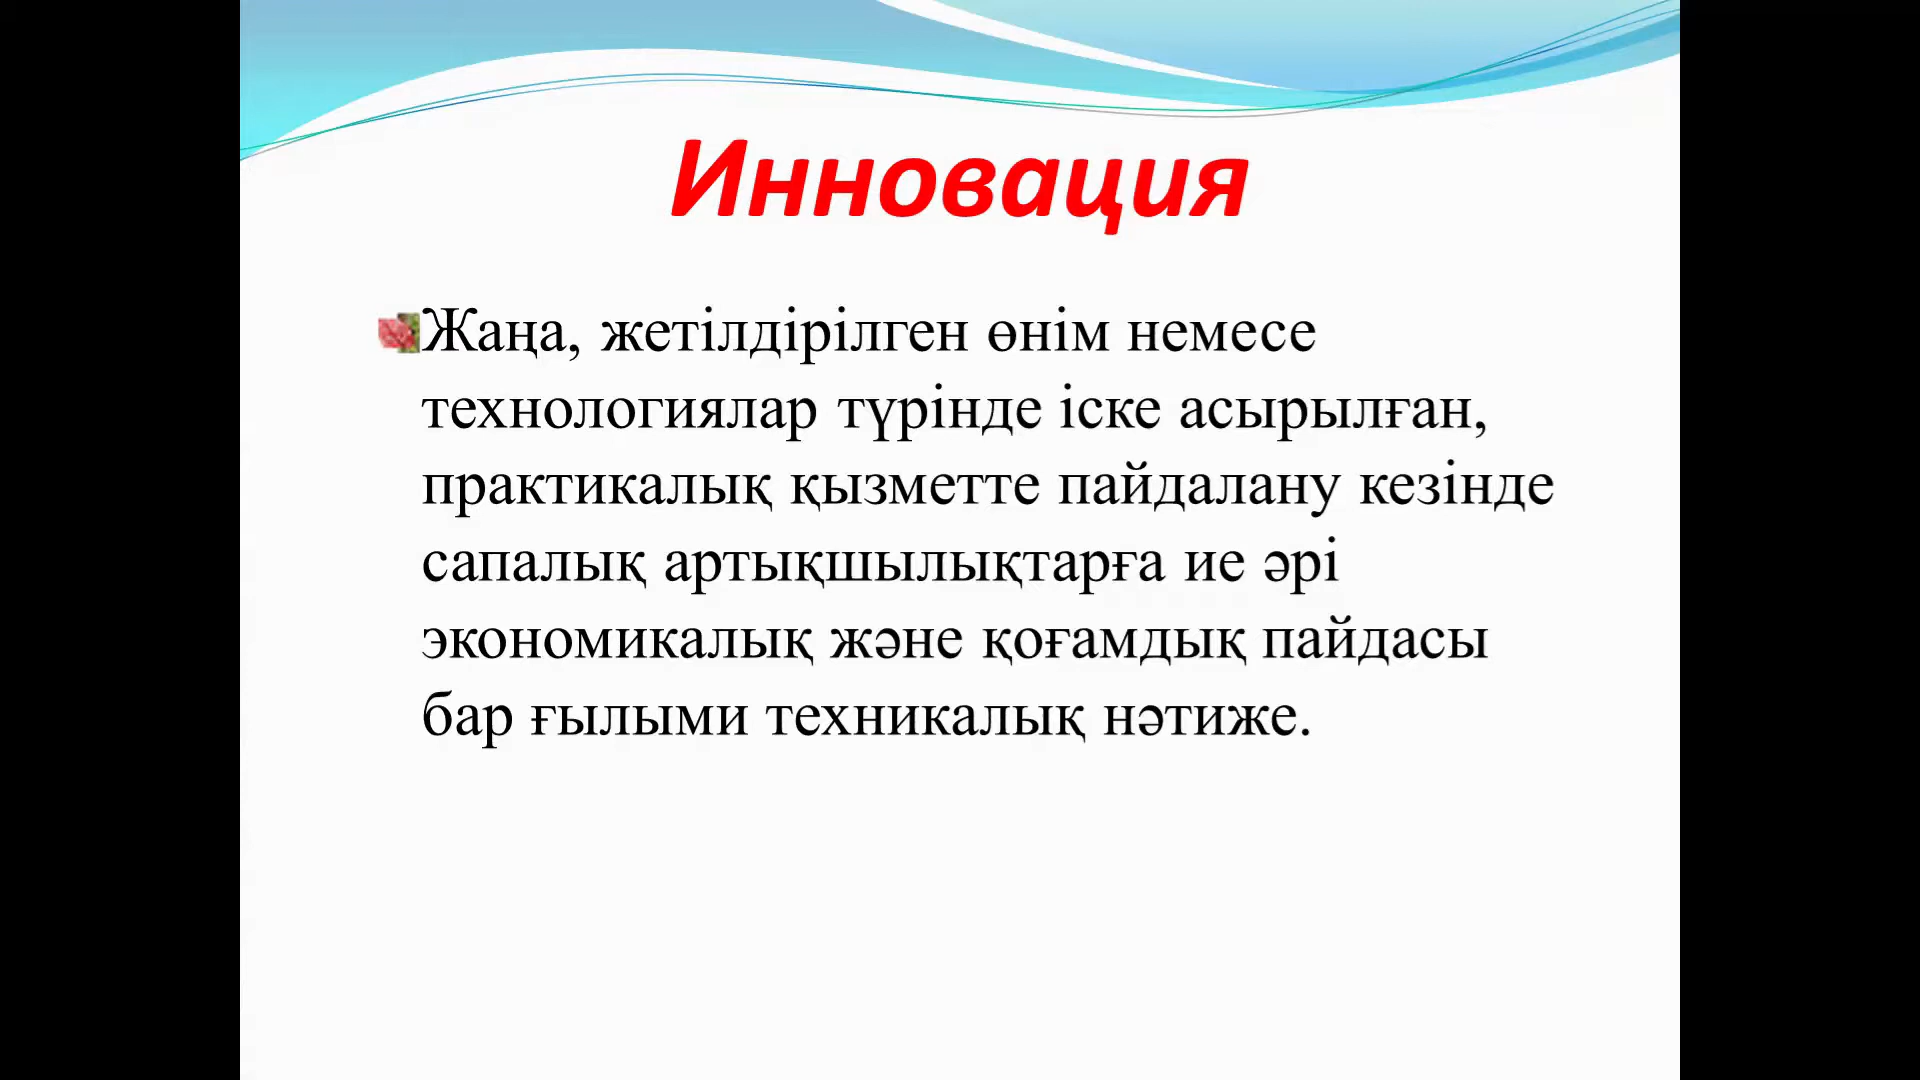 Инновация
Жаңа, жетілдірілген өнім немесе
технологиялар түрінде іске асырылған,
практикалық қызметте пайдалану кезінде
сапалық артықшылықтарға ие әрі
экономикалық және қоғамдық пайдасы
бар ғылыми техникалық нәтиже.